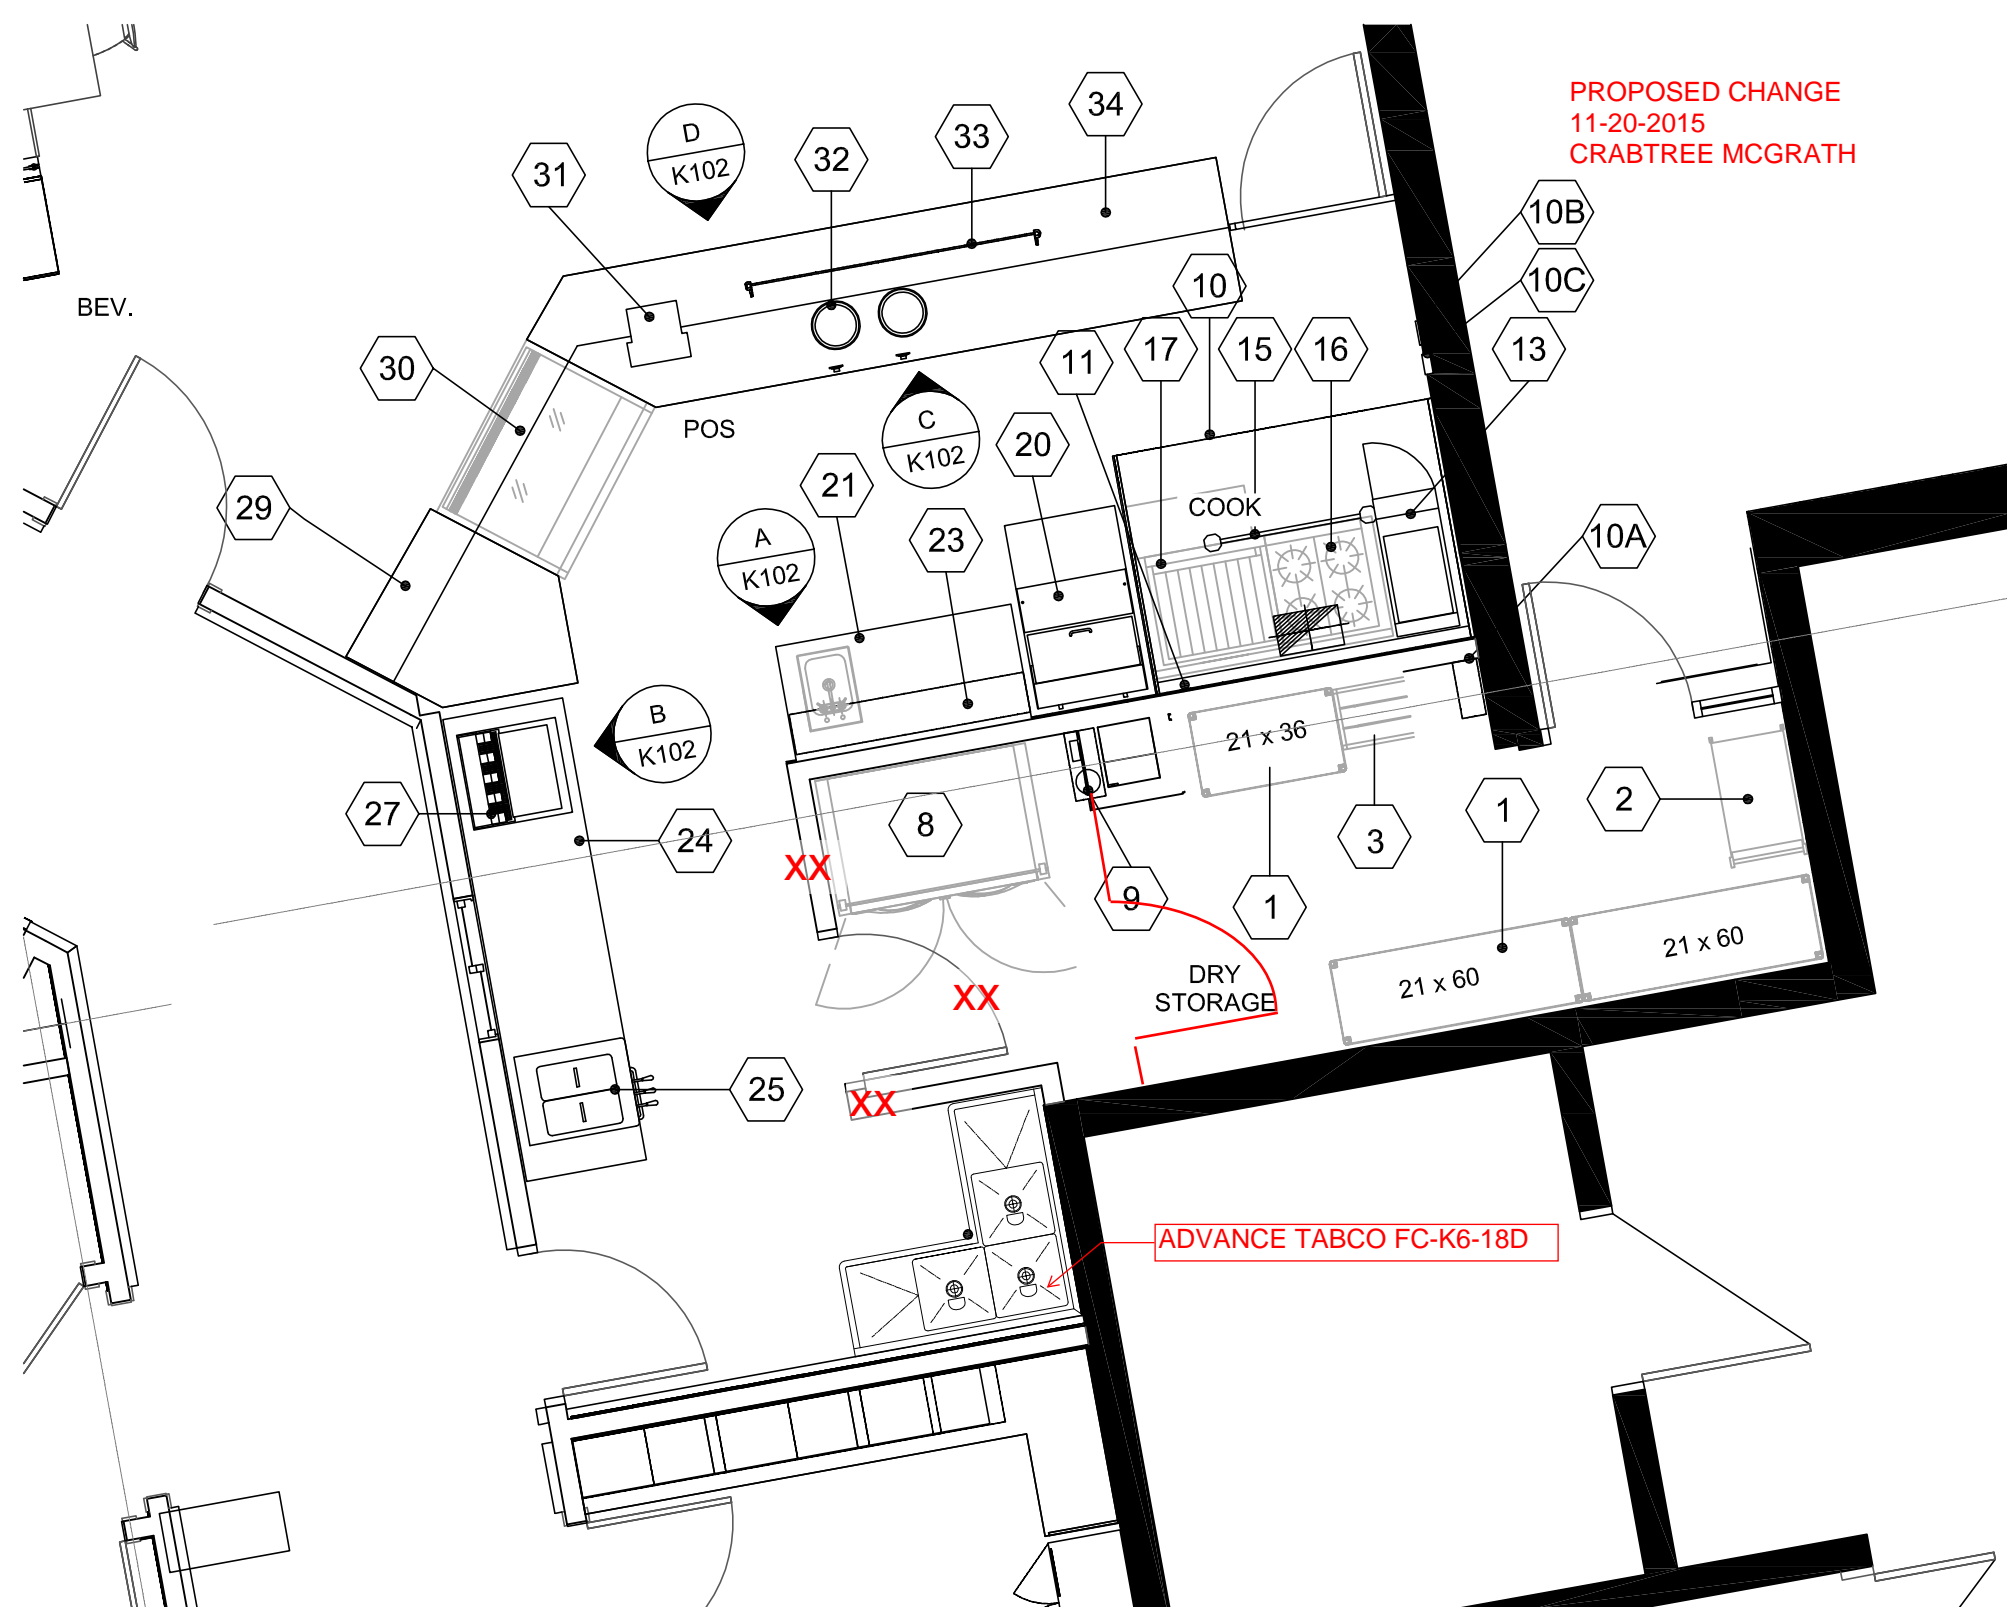 PROPOSED CHANGE
11-20-2015
CRABTREE MCGRATH
34
D
K102
33
32
31
10B
10C
10
BEV.
11
17
15
16
13
30
POS
C
K102
20
21
COOK
29
23
10A
A
K102
B
K102
21 x 36
27
24
8
3
1
2
XX
9
1
21 x 60
21 x 60
DRY
STORAGE
XX
25
XX
ADVANCE TABCO FC-K6-18D